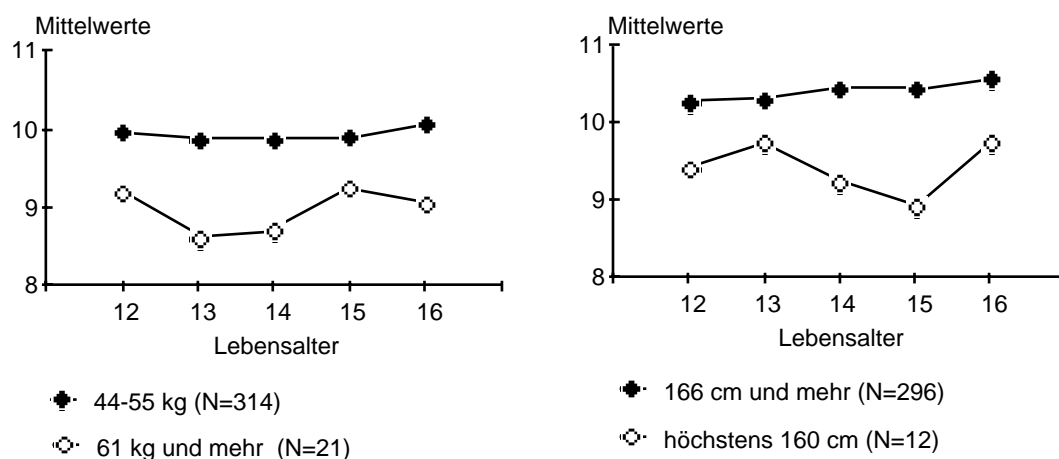 Mittelwerte
11
10
9
8
12 13 14 15 16
Lebensalter
44-55 kg (N=314)
61 kg und mehr (N=21)
Mittelwerte
11
10
9
8
12 13 14 15 16
Lebensalter
166 cm und mehr (N=296)
höchstens 160 cm (N=12)